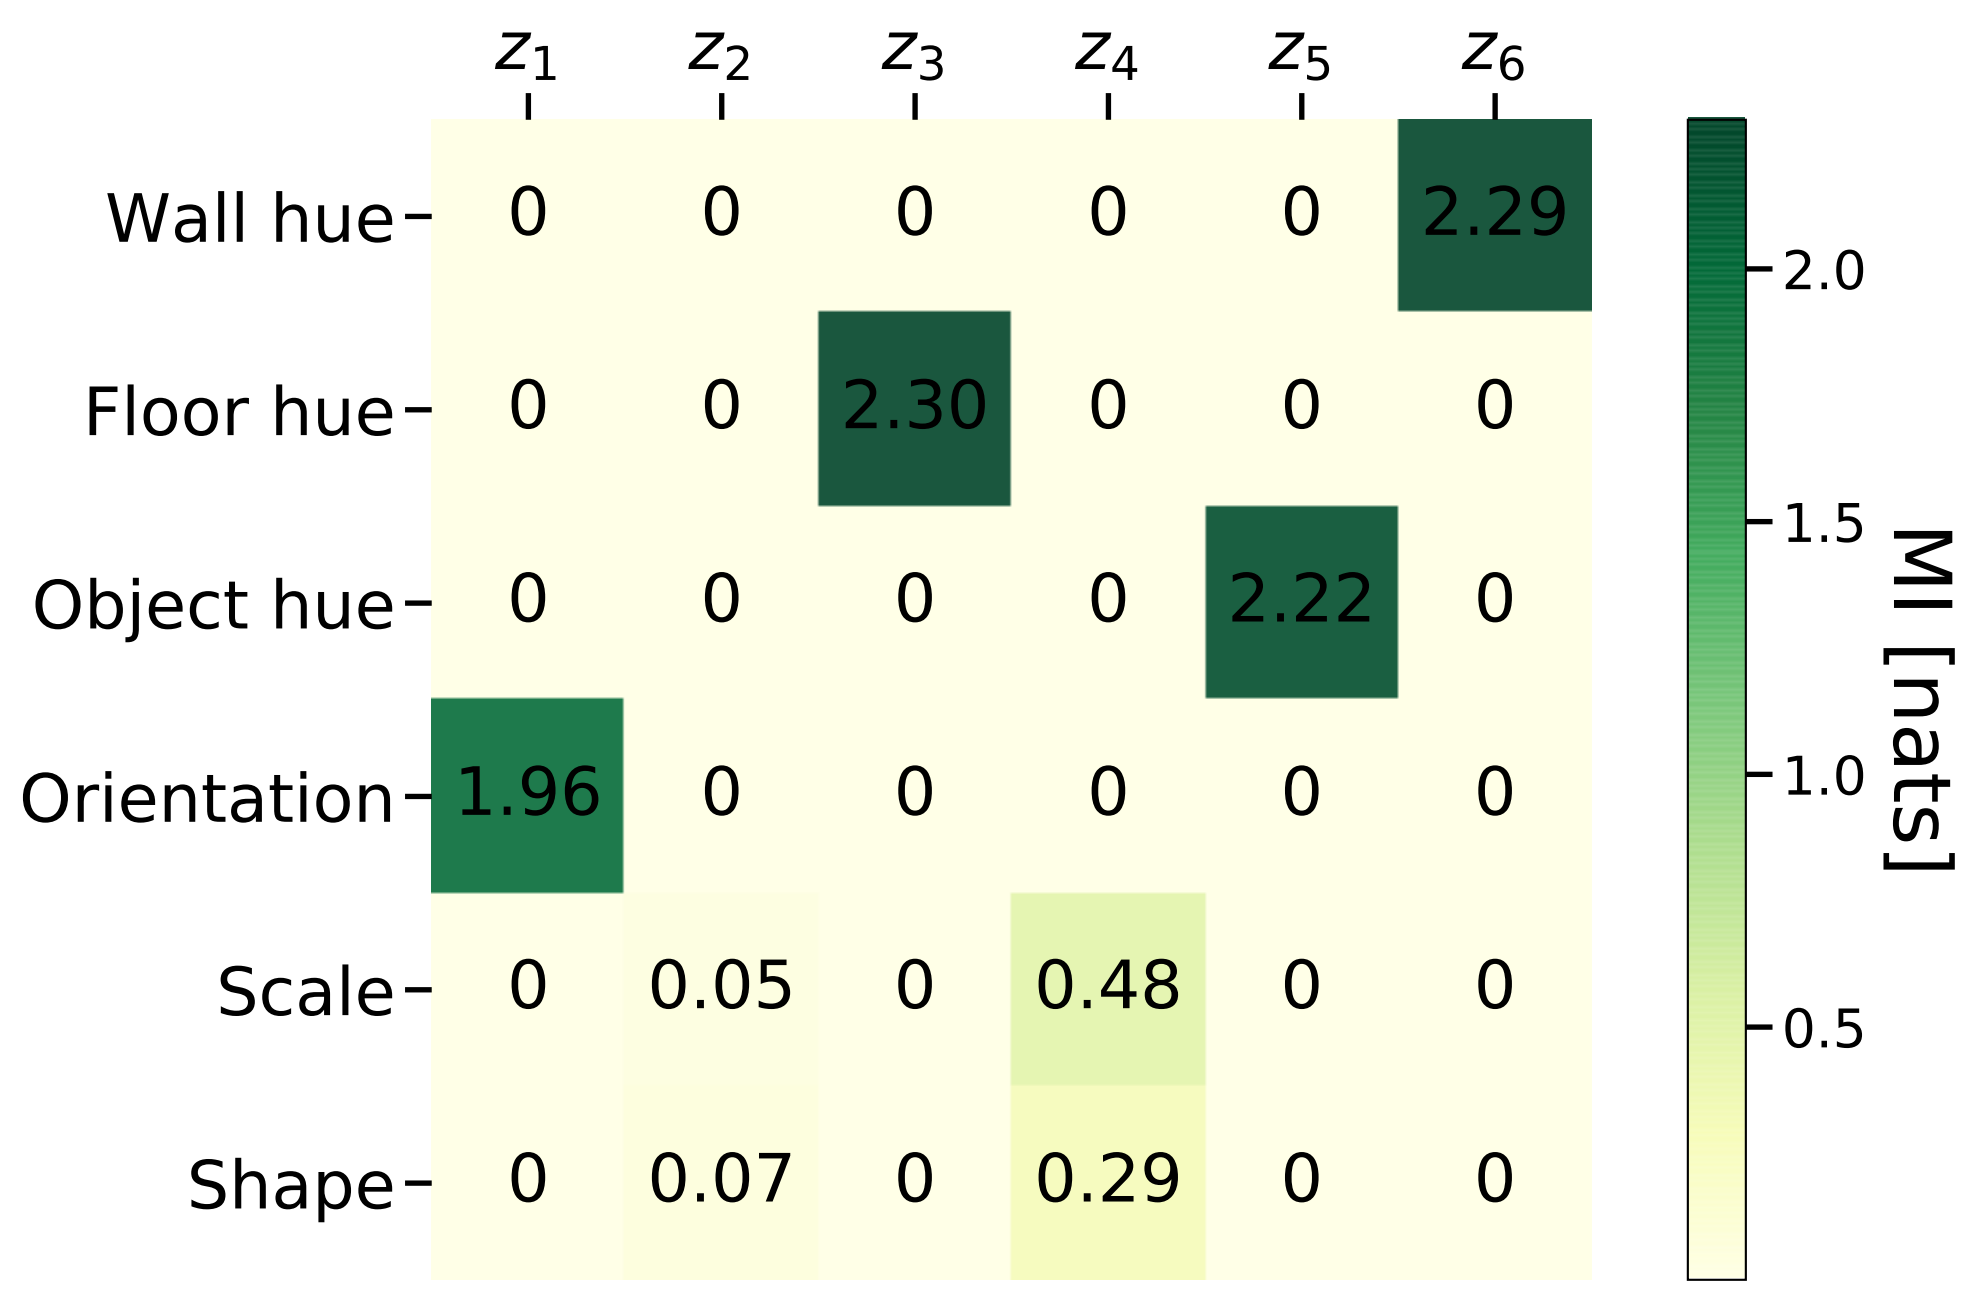 z1 z2 z3 z4 z5 z6
Wall hue 0 0 0 0 0 2.29
Floor hue 0 0 2.30 0 0 0
Object hue 0 0 0 0 2.22 0
Orientation 1.96 0 0 0 0 0
Scale 0 0.05 0 0.48 0 0
Shape 0 0.07 0 0.29 0 0
2.0
1.5
1.0
0.5
MI [nats]